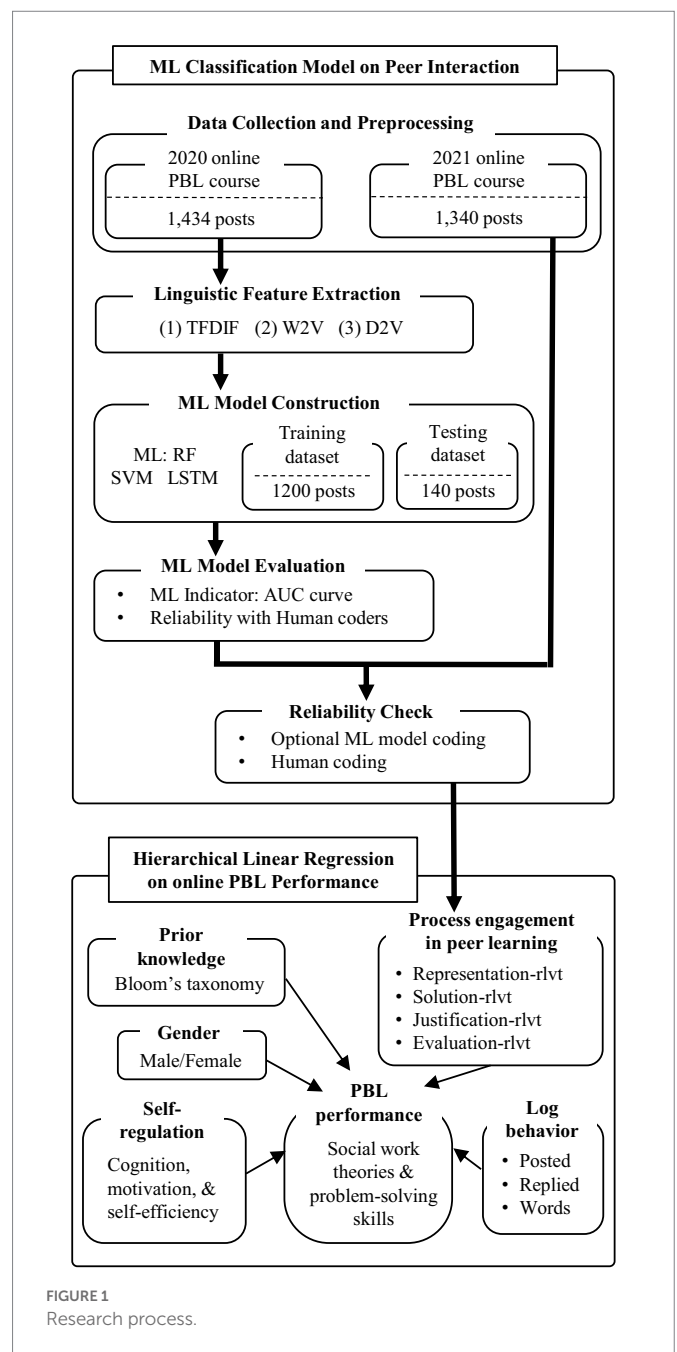 ML Classification Model on Peer Interaction
Data Collection and Preprocessing
2020 online
PBL course
1,434 posts
2021 online
PBL course
1,340 posts
Linguistic Feature Extraction
(1) TFDIF (2) W2V (3) D2V
ML Model Construction
ML: RF
SVM LSTM
Training
dataset
1200 posts
Testing
dataset
140 posts
ML Model Evaluation
• ML Indicator: AUC curve
• Reliability with Human coders
Reliability Check
• Optional ML model coding
• Human coding
Hierarchical Linear Regression
on online PBL Performance
Prior
knowledge
Bloom's taxonomy
Process engagement
in peer learning
• Representation-rlvt
• Solution-rlvt
• Justification-rlvt
• Evaluation-rlvt
Gender
Male/Female
PBL
performance
Social work
theories &
problem-solving
skills
Self-
regulation
Cognition,
motivation, &
self-efficiency
Log
behavior
• Posted
• Replied
• Words
FIGURE 1
Research process.